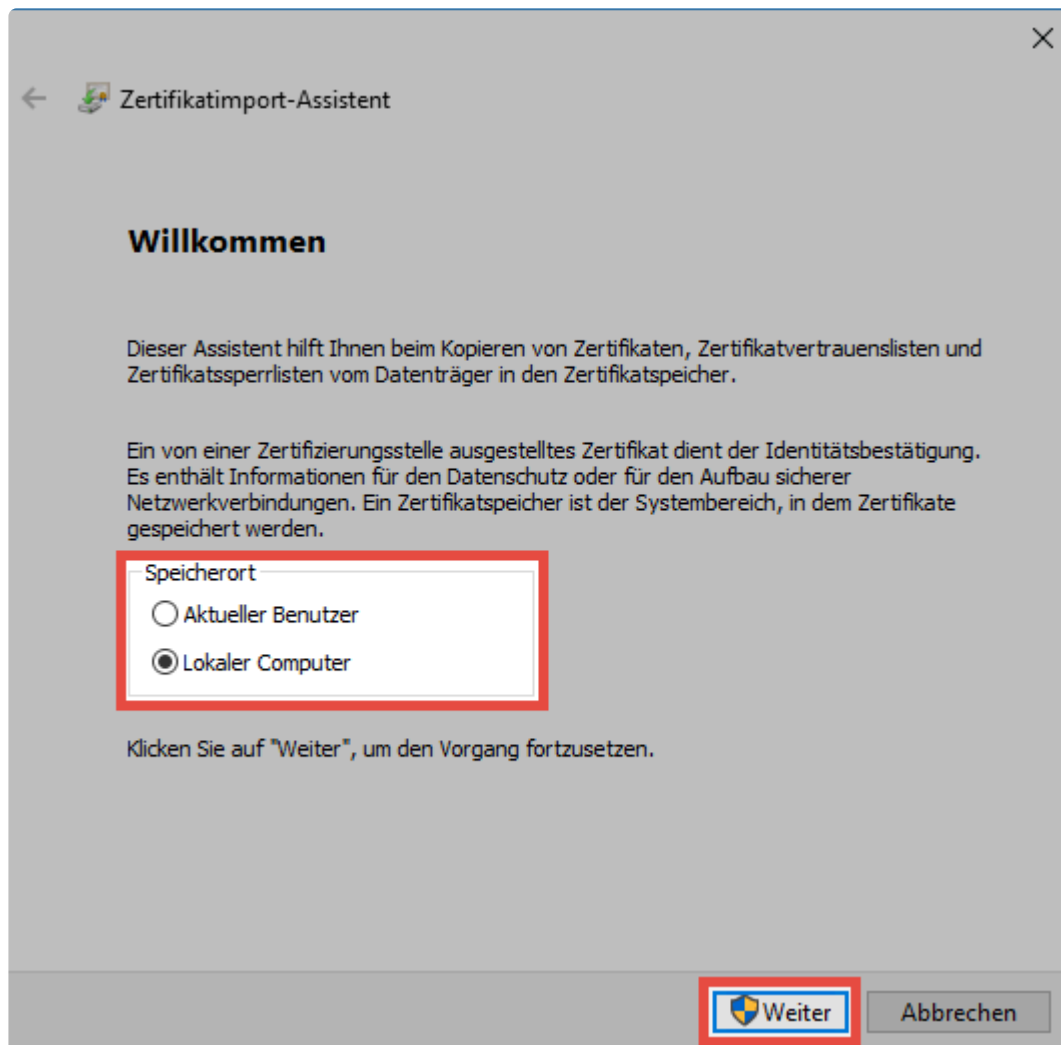 Zertifikatimport-Assistent
Willkommen
Dieser Assistent hilft Ihnen beim Kopieren von Zertifikaten, Zertifikatvertrauenslisten und
Zertifikatssperrlisten vom Datenträger in den Zertifikatspeicher.
Ein von einer Zertifizierungsstelle ausgestelltes Zertifikat dient der Identitätsbestätigung.
Es enthält Informationen für den Datenschutz oder für den Aufbau sicherer
Netzwerkverbindungen. Ein Zertifikatspeicher ist der Systembereich, in dem Zertifikate
gespeichert werden.
Speicherort
Aktueller Benutzer
Lokaler Computer
Klicken Sie auf "Weiter", um den Vorgang fortzusetzen.
Weiter
Abbrechen